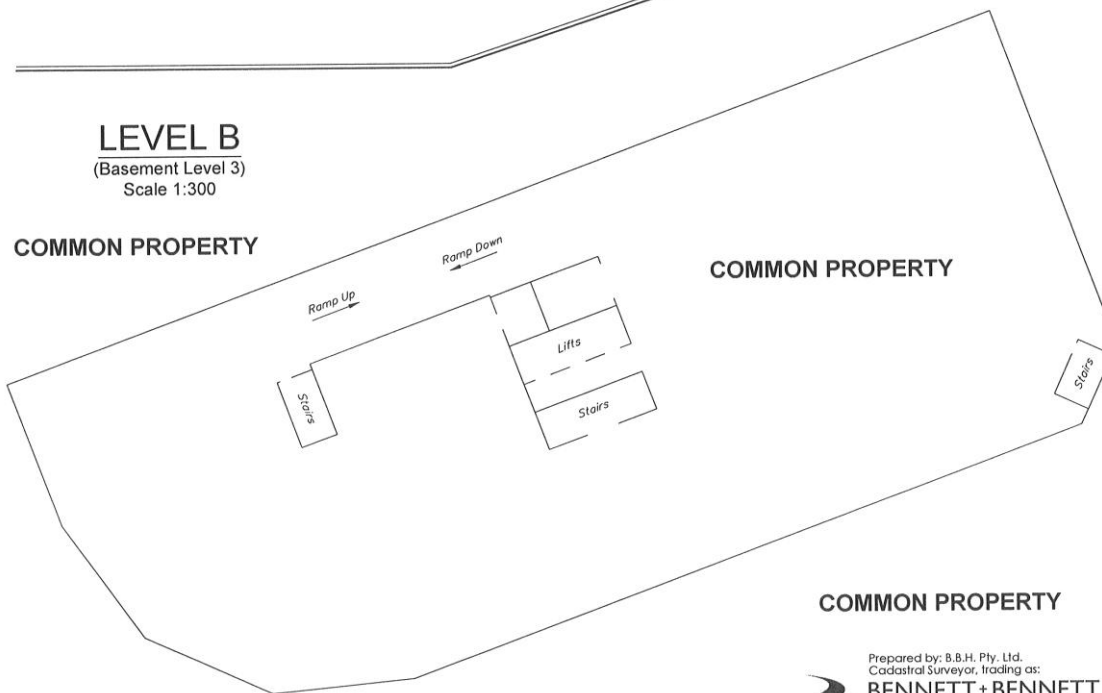 LEVEL B
(Basement Level 3)
Scale 1:300
COMMON PROPERTY
Ramp Down
Ramp Up
COMMON PROPERTY
Lifts
Stairs
Stairs
Stairs
COMMON PROPERTY
Prepared by: B.B.H. Pty. Ltd.
Cadastral Surveyor, trading as:
BENNETT+BENNETT